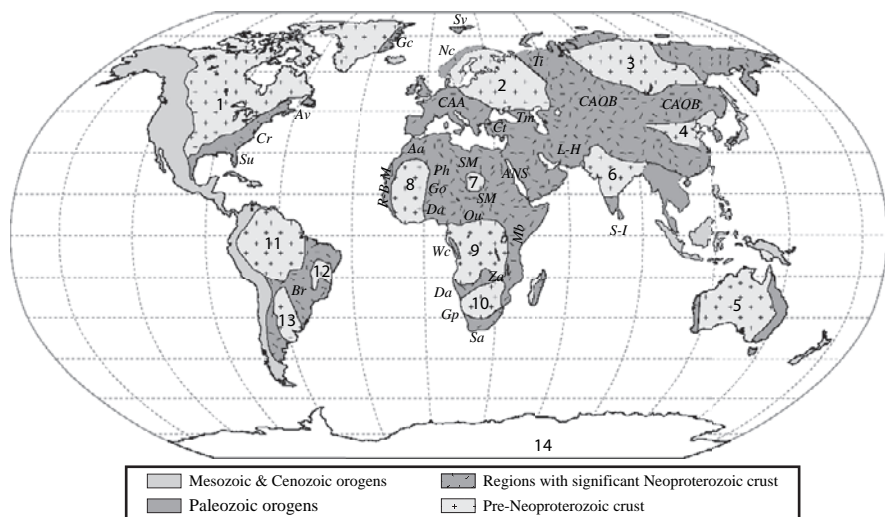 Sv
Gc
Nc
Ti
3
2
1
CAA
CAOB
CAOB
Av
Tm
4
Cr
Ct
L-H
Su
Aa
SM
Ph
ANS
6
R-B-M
8
Go
7
SM
Da
Ou
S-I
Mb
11
Wc
9
12
Za
Br
Da
10
5
13
Gp
Sa
14
Mesozoic & Cenozoic orogens
Regions with significant Neoproterozoic crust
Paleozoic orogens
Pre-Neoproterozoic crust